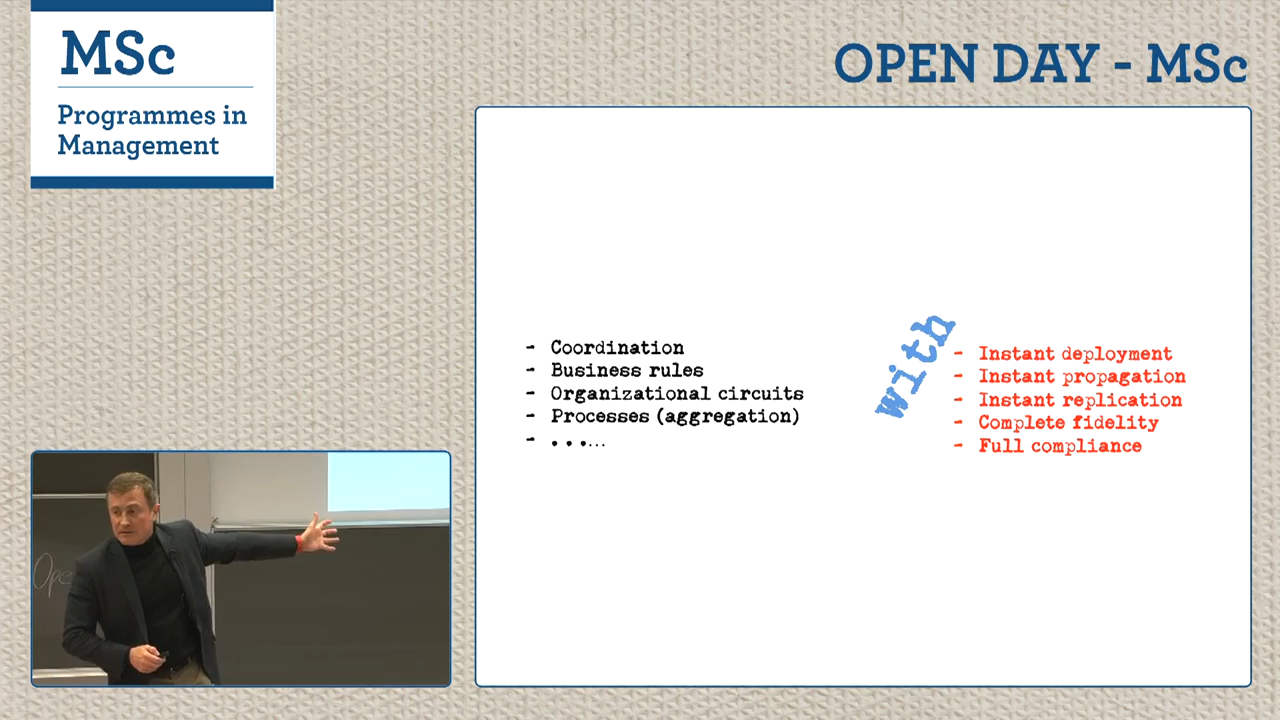 MSc
Programmes in
Management
OPEN DAY - MSc
- Coordination
- Business rules
- Organizational circuits
- Processes (aggregation)
- ......
with
- Instant deployment
- Instant propagation
- Instant replication
- Complete fidelity
- Full compliance
Ope